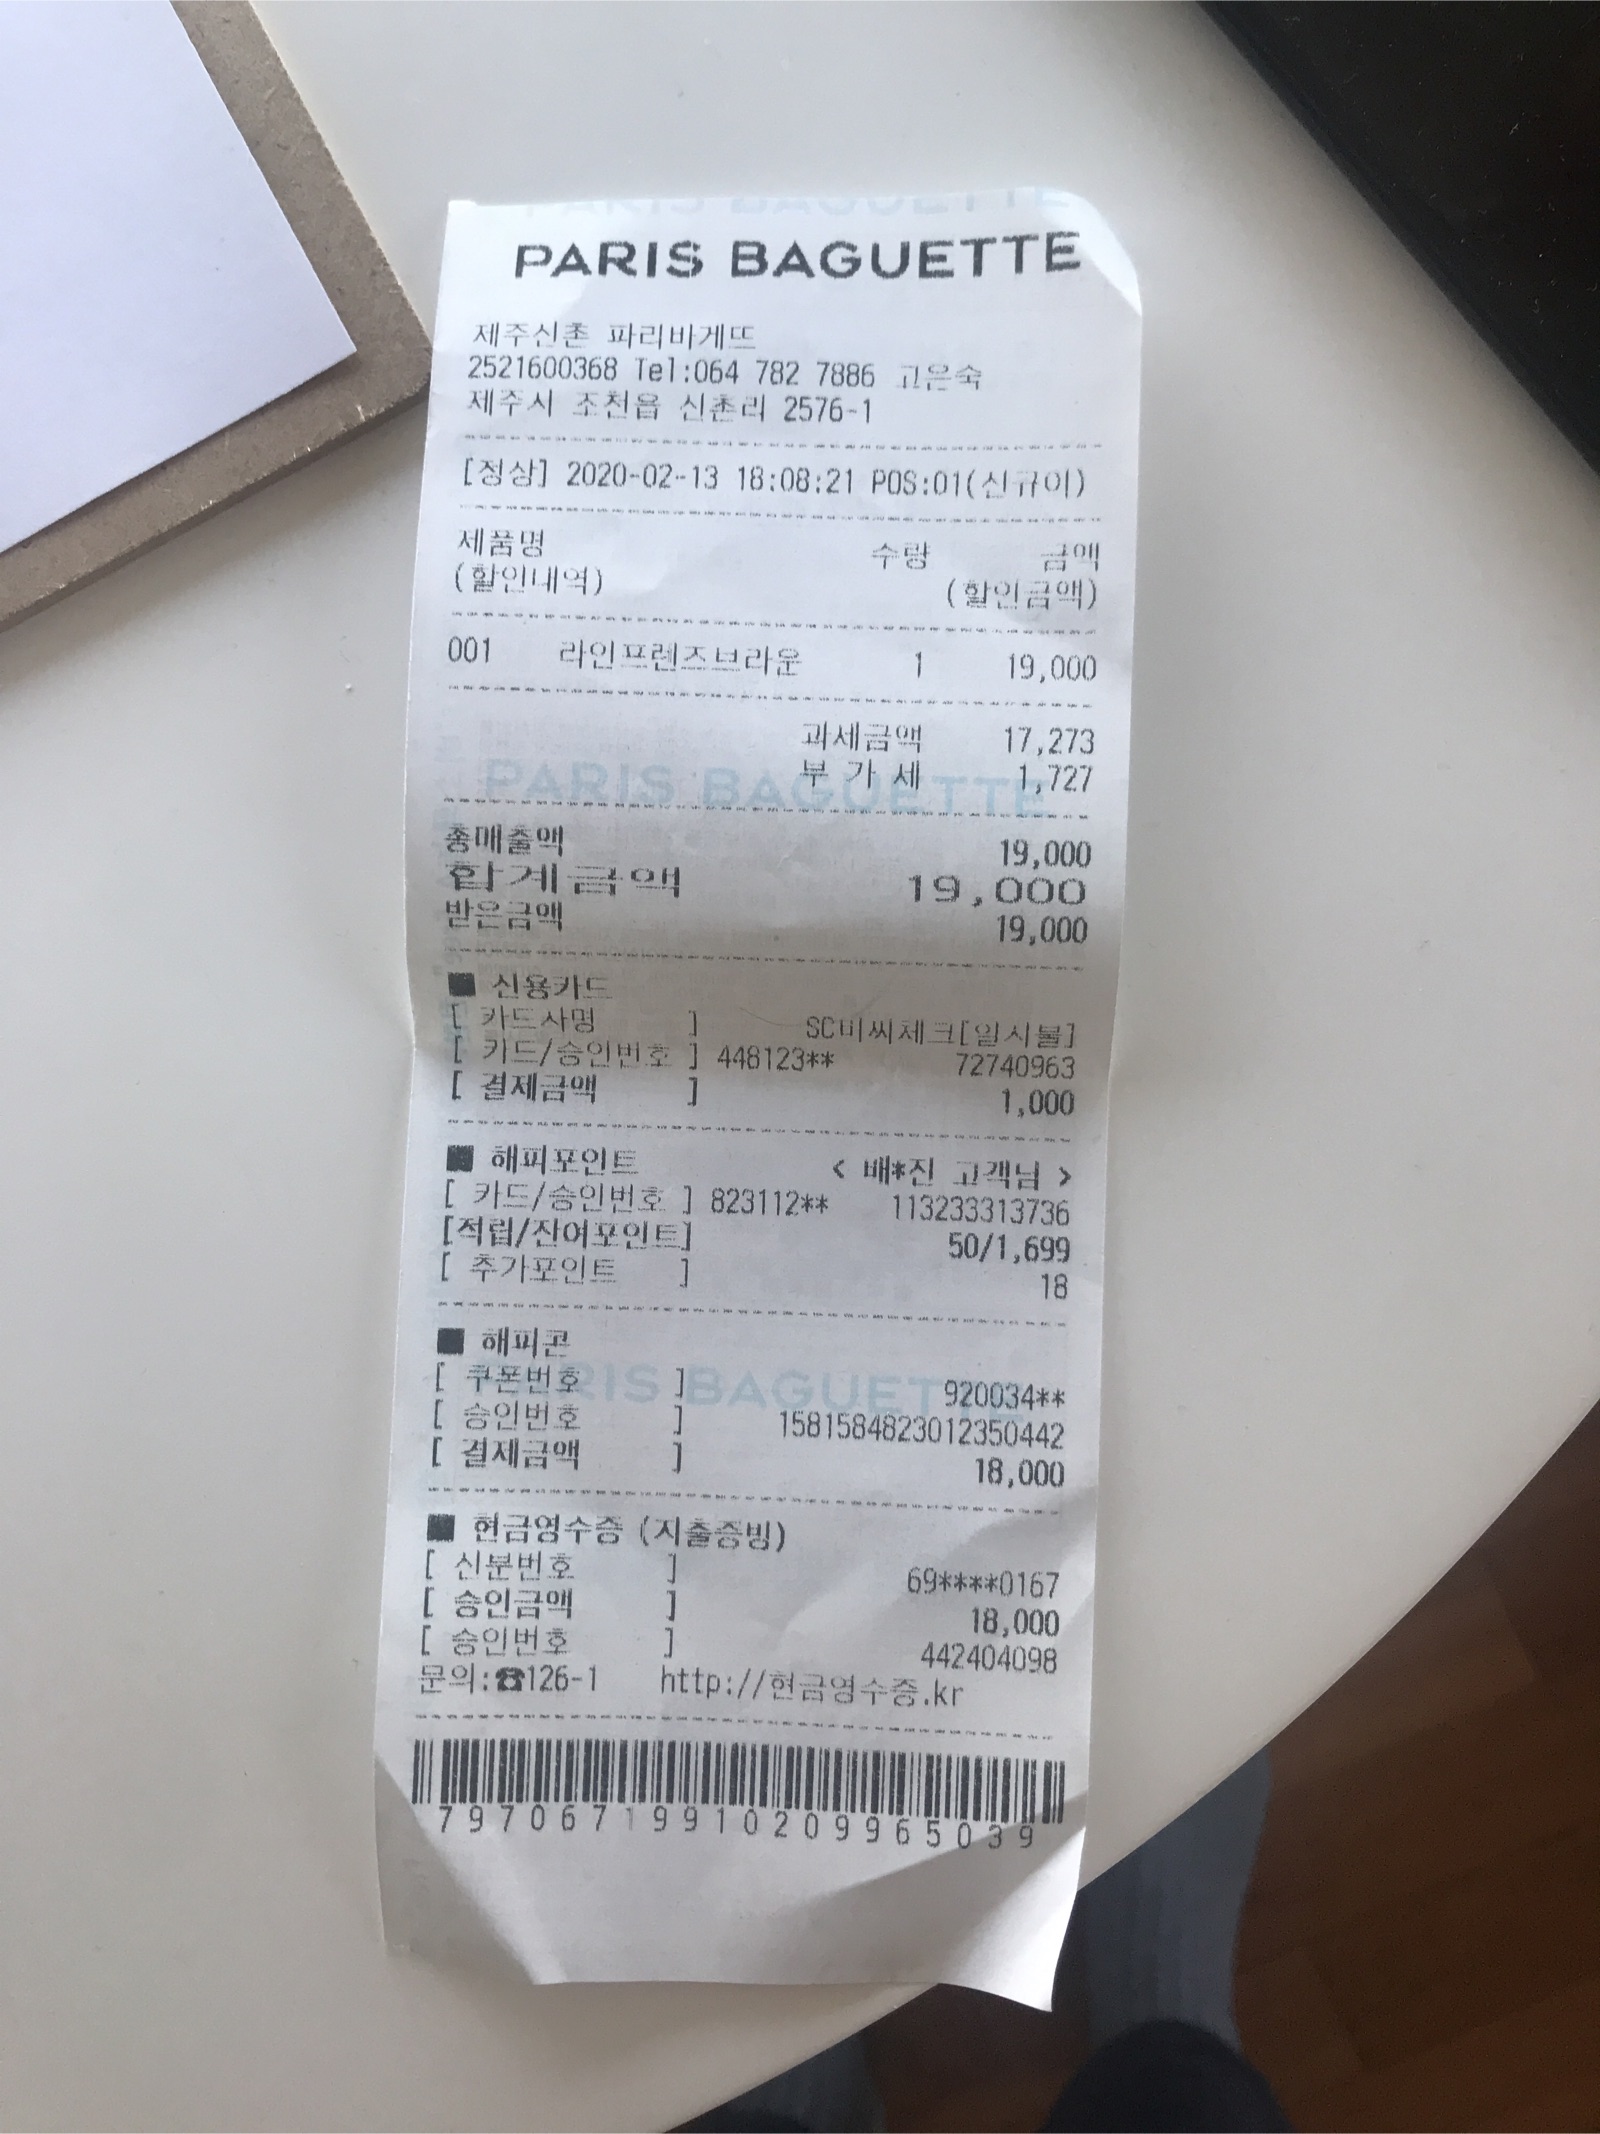 PARIS BAGUETTE
제주신촌 파리바게뜨
2521600368 Tel:064 782 7886 고은숙
제주시 조천읍 신촌리 2576-1
[정상] 2020-02-13 18:08:21 POS:01(신규이)
제품명 수량 금액
(할인내역) (할인금액)
001 라인프렌즈브라운 1 19,000
과세금액 17,273
부 가 세 1,727
PARIS BAGUETTE
총매출액 19,000
합계금액 19,000
받은금액 19,000
■ 신용카드
[ 카드사명 ] SC비씨체크[일시불]
[ 카드/승인번호 ] 448123** 72740963
[ 결제금액 ] 1,000
■ 해피포인트 < 배*진 고객님 >
[ 카드/승인번호 ] 823112** 113233313736
[적립/잔여포인트] 50/1,699
[ 추가포인트 ] 18
■ 해피콘
[ 쿠폰번호 ] 920034**
[ 승인번호 ] 1581584823012350442
[ 결제금액 ] 18,000
■ 현금영수증 (지출증빙)
[ 신분번호 ] 69****0167
[ 승인금액 ] 18,000
[ 승인번호 ] 442404098
문의:☎126-1 http://현금영수증.kr
79706719910209965039